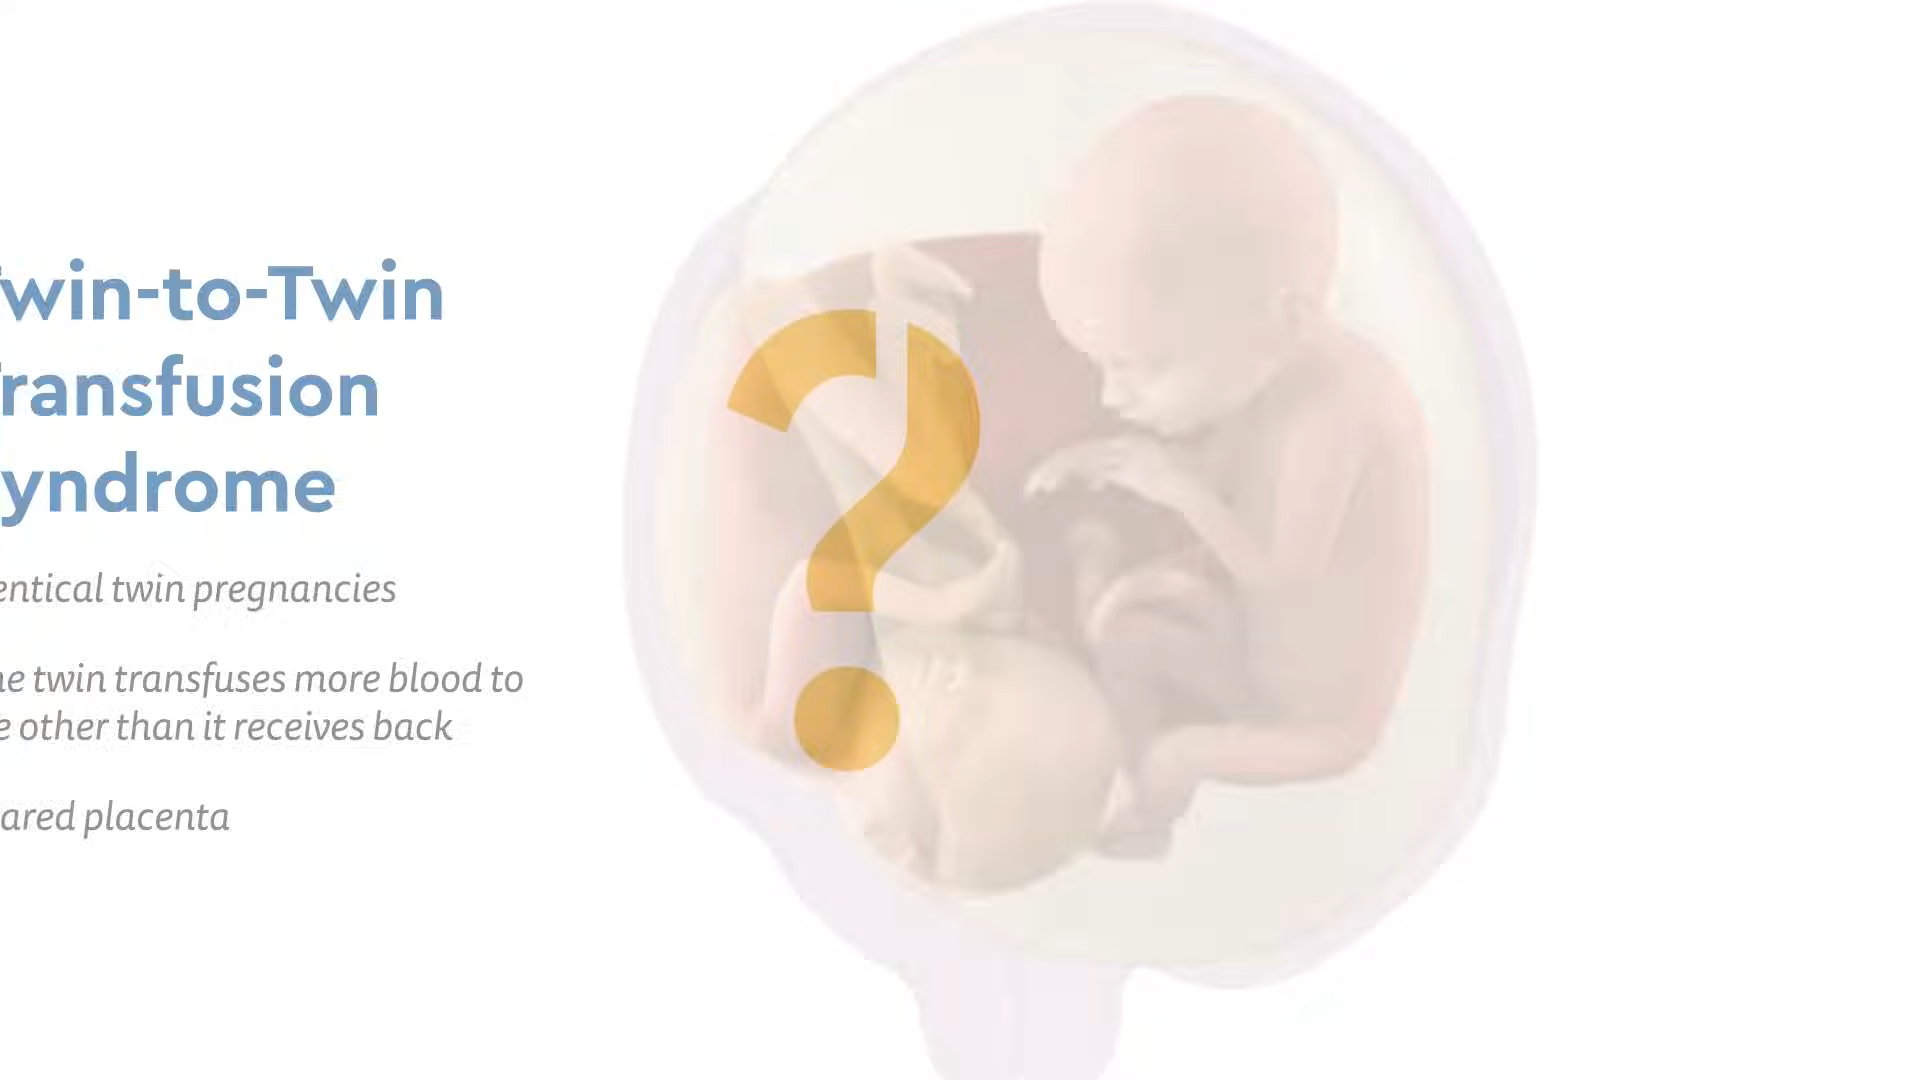 win-to-Twin
ransfusion
yndrome
entical twin pregnancies
e twin transfuses more blood to
e other than it receives back
ared placenta
?